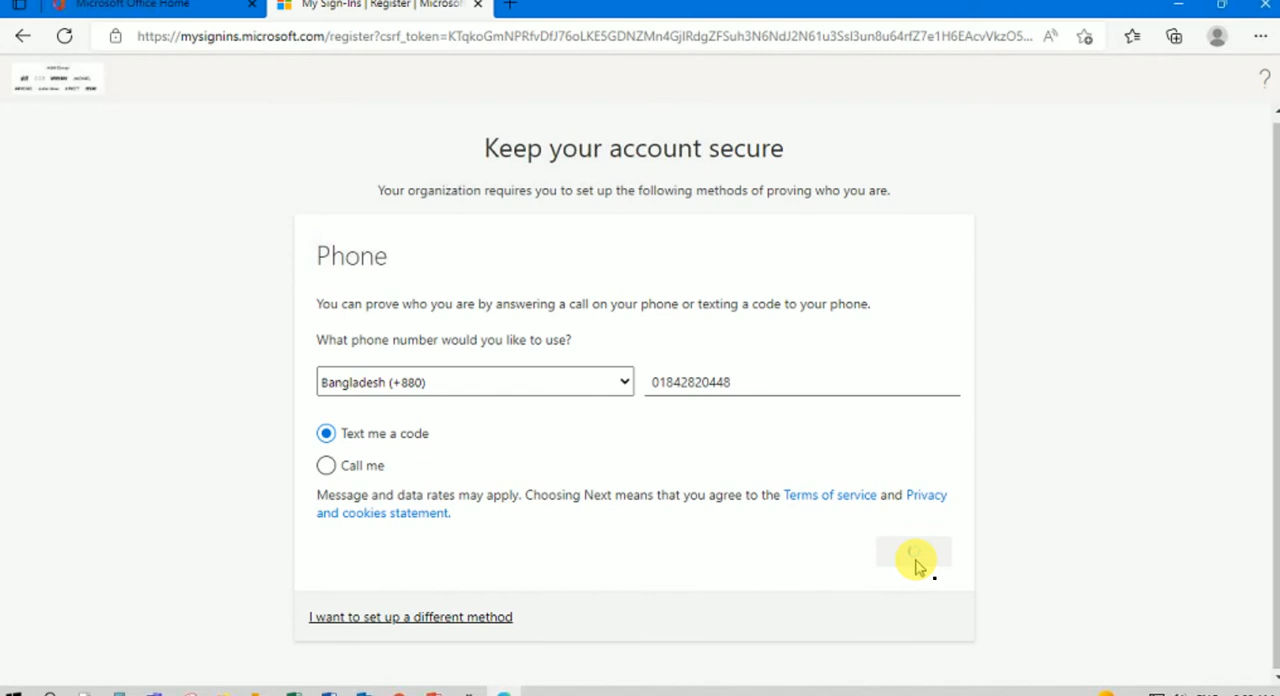 Microsoft Office Home
My Sign-Ins | Register | Microsof
https://mysignins.microsoft.com/register?csrf_token=
Keep your account secure
Your organization requires you to set up the following methods of proving who you are.
Phone
You can prove who you are by answering a call on your phone or texting a code to your phone.
What phone number would you like to use?
Bangladesh (+880)
01842820448
Text me a code
Call me
Message and data rates may apply. Choosing Next means that you agree to the Terms of service and Privacy
and cookies statement.
I want to set up a different method